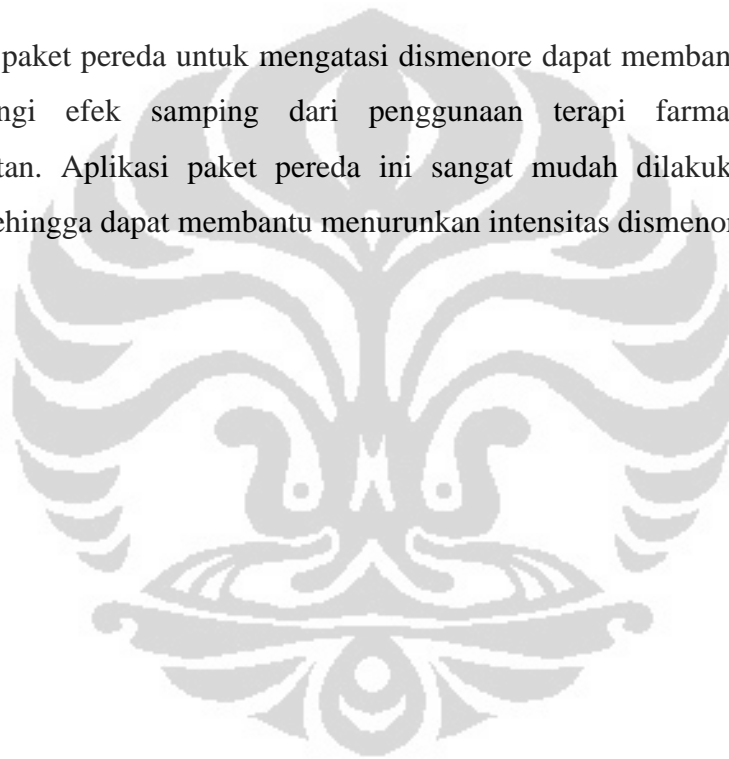 paket pereda untuk mengatasi dismenore dapat memban
ngi efek samping dari penggunaan terapi farma
tan. Aplikasi paket pereda ini sangat mudah dilakuk
ehingga dapat membantu menurunkan intensitas dismenor